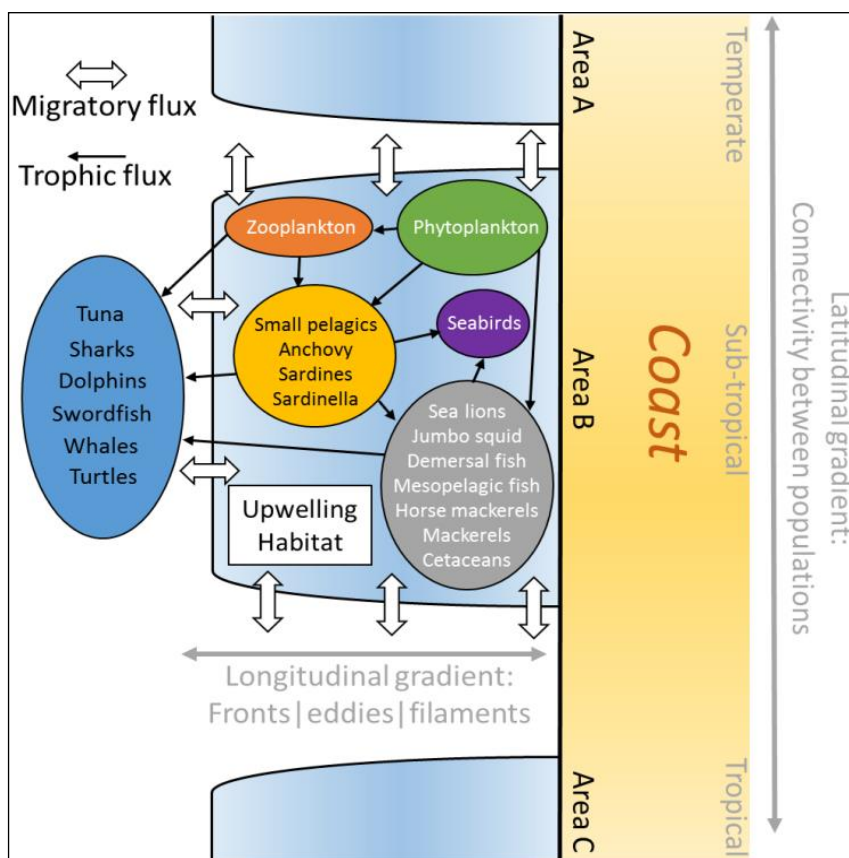 Migratory flux
Trophic flux
Area A
Temperate
Zooplankton
Phytoplankton
Tuna
Sharks
Dolphins
Swordfish
Whales
Turtles
Small pelagics
Anchovy
Sardines
Sardinella
Seabirds
Sea lions
Jumbo squid
Demersal fish
Mesopelagic fish
Horse mackerels
Mackerels
Cetaceans
Upwelling
Habitat
Area B
Coast
Sub-tropical
Latitudinal gradient:
Connectivity between populations
Longitudinal gradient:
Fronts|eddies|filaments
Area C
Tropical